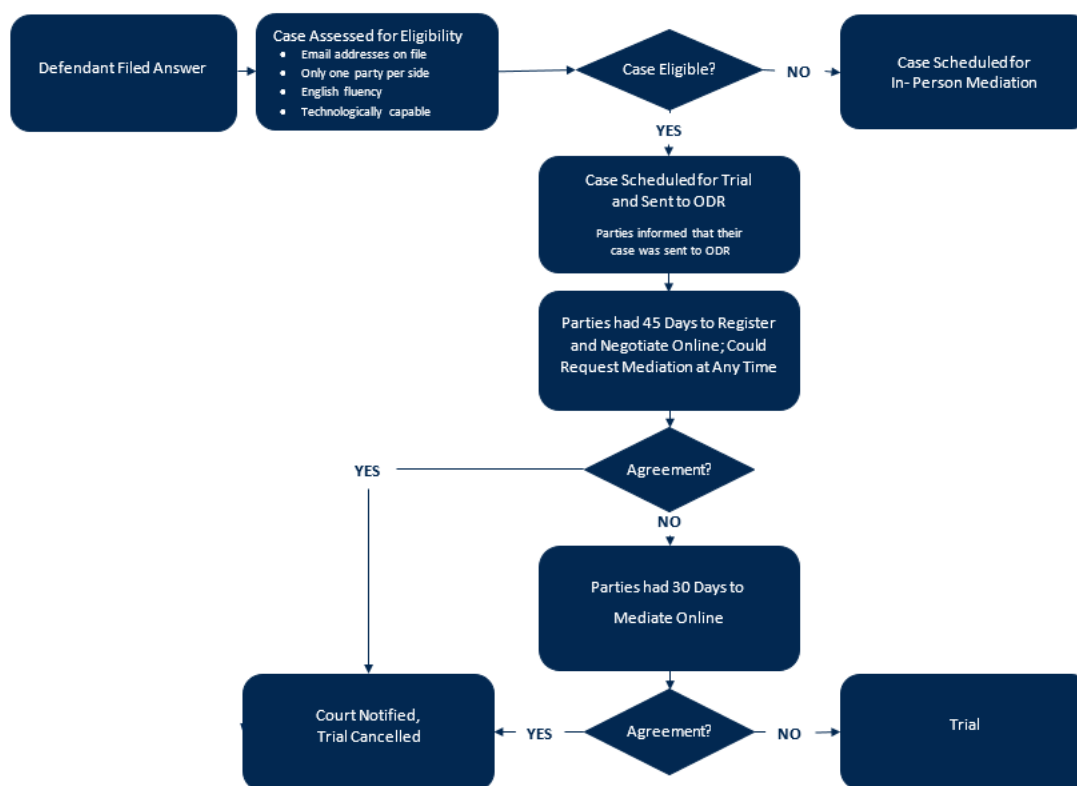 Defendant Filed Answer
Case Assessed for Eligibility
• Email addresses on file
• Only one party per side
• English fluency
• Technologically capable
Case Eligible?
NO
Case Scheduled for
In- Person Mediation
YES
Case Scheduled for Trial
and Sent to ODR
Parties informed that their
case was sent to ODR
Parties had 45 Days to Register
and Negotiate Online; Could
Request Mediation at Any Time
Agreement?
YES
NO
Parties had 30 Days to
Mediate Online
Agreement?
YES
Court Notified,
Trial Cancelled
NO
Trial